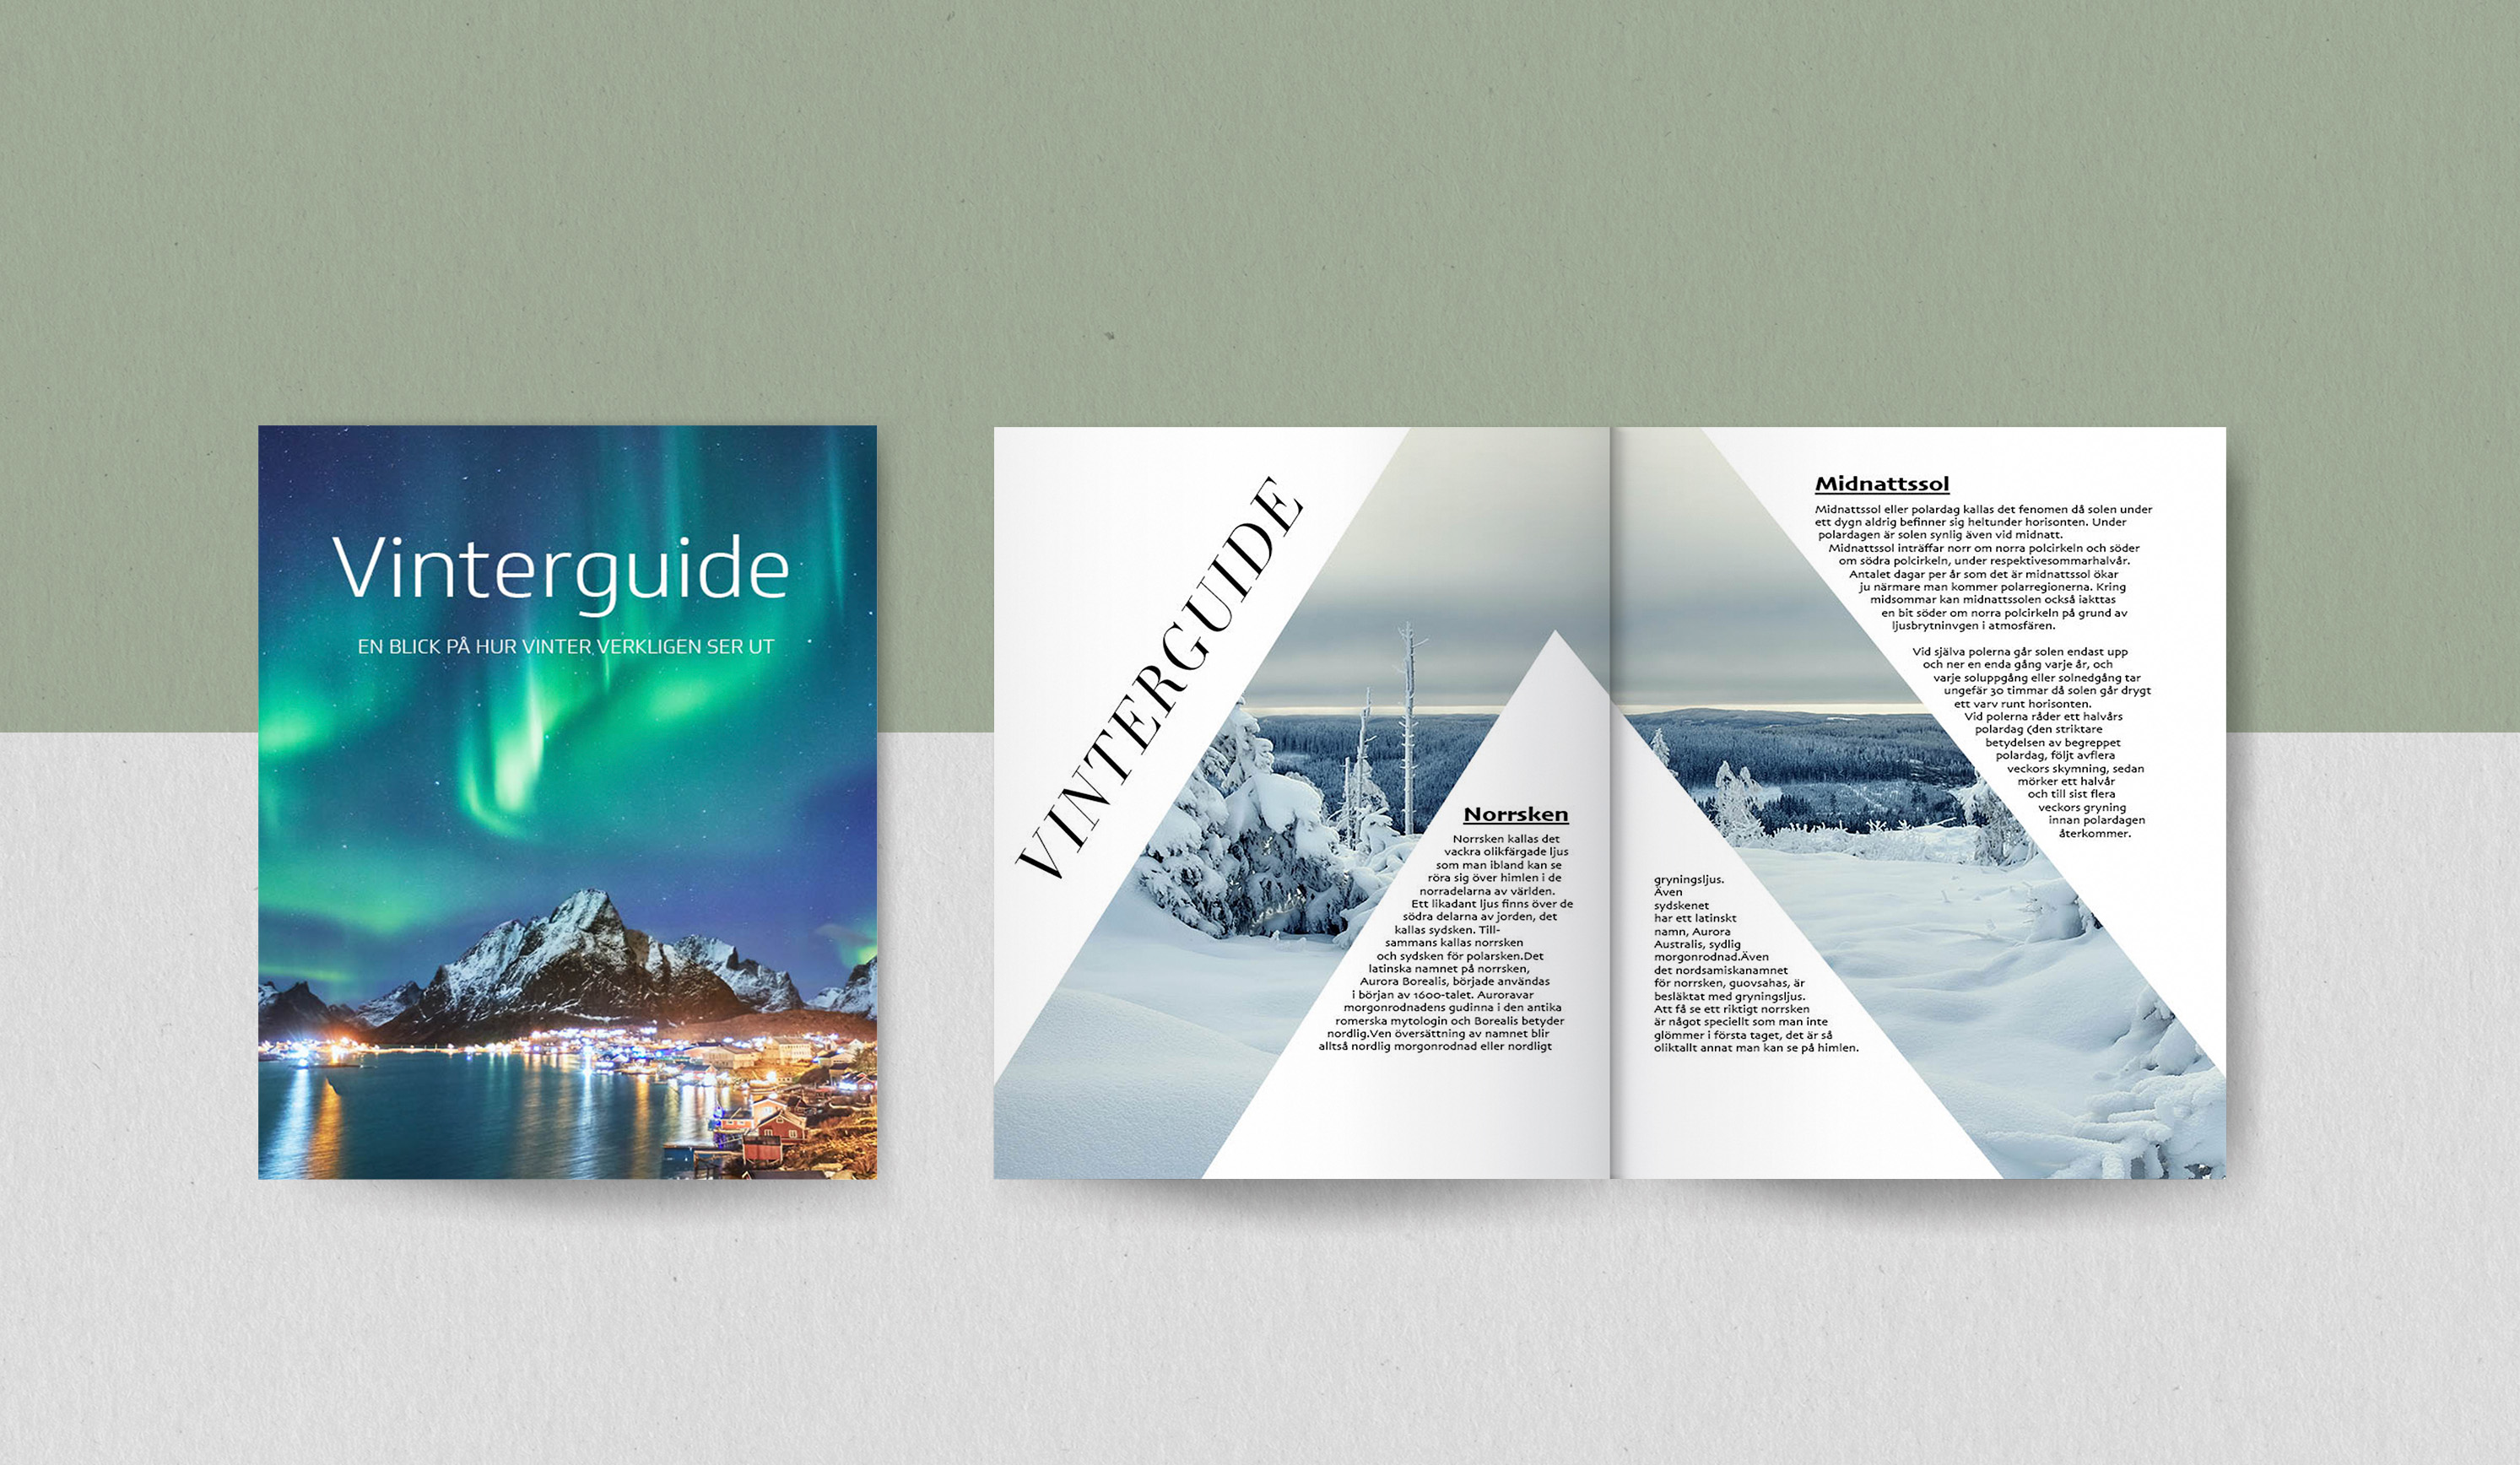 Vinterguide
EN BLICK PÅ HUR VINTER VERKLIGEN SER UT
VINTERGUIDE
Norrsken
Norrsken kallas det
vackra olikfärgade ljus
som man ibland kan se
röra sig över himlen i de
norradelarna av världen.
Ett likadant ljus finns över de
södra delarna av jorden, det
kallas sydsken. Till-
sammans kallas norrsken
och sydsken för polarsken.Det
latinska namnet på norrsken,
Aurora Borealis, började användas
i början av 1600-talet. Auroravar
morgonrodnadens gudinna i den antika
romerska mytologin och Borealis betyder
nordlig.Ven översättning av namnet blir
alltså nordlig morgonrodnad eller nordligt
gryningsljus.
Även
sydskenet
har ett latinskt
namn, Aurora
Australis, sydlig
morgonrodnad.Även
det nordsamiskanamnet
för norrsken, guovsahas, är
besläktat med gryningsljus.
Att få se ett riktigt norrsken
är något speciellt som man inte
glömmer i första taget, det är så
oliktallt annat man kan se på himlen.
Midnattssol
Midnattssol eller polardag kallas det fenomen då solen under
ett dygn aldrig befinner sig heltunder horisonten. Under
polardagen är solen synlig även vid midnatt.
Midnattssol inträffar norr om norra polcirkeln och söder
om södra polcirkeln, under respektivesommarhalvår.
Antalet dagar per år som det är midnattssol ökar
ju närmare man kommer polarregionerna. Kring
midsommar kan midnattssolen också iakttas
en bit söder om norra polcirkeln på grund av
ljusbrytninvgen i atmosfären.
Vid själva polerna går solen endast upp
och ner en enda gång varje år, och
varje soluppgång eller solnedgång tar
ungefär 30 timmar då solen går drygt
ett varv runt horisonten.
Vid polerna råder ett halvårs
polardag (den striktare
betydelsen av begreppet
polardag, följt avflera
veckors skymning, sedan
mörker ett halvår
och till sist flera
veckors gryning
innan polardagen
återkommer.